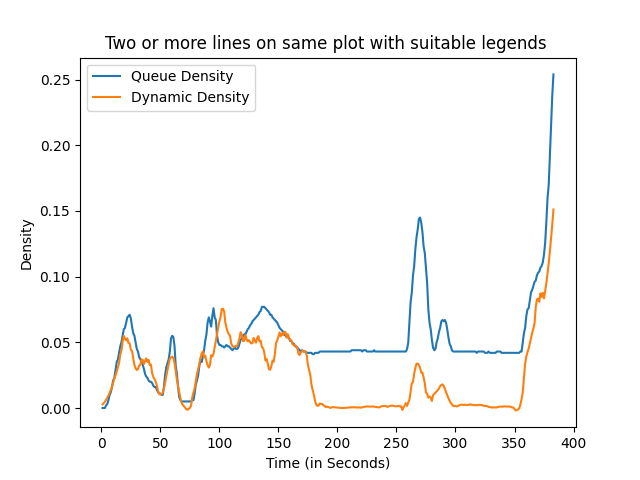 Two or more lines on same plot with suitable legends
Queue Density
Dynamic Density
0.25
0.20
0.15
0.10
0.05
0.00
Density
0 50 100 150 200 250 300 350 400
Time (in Seconds)